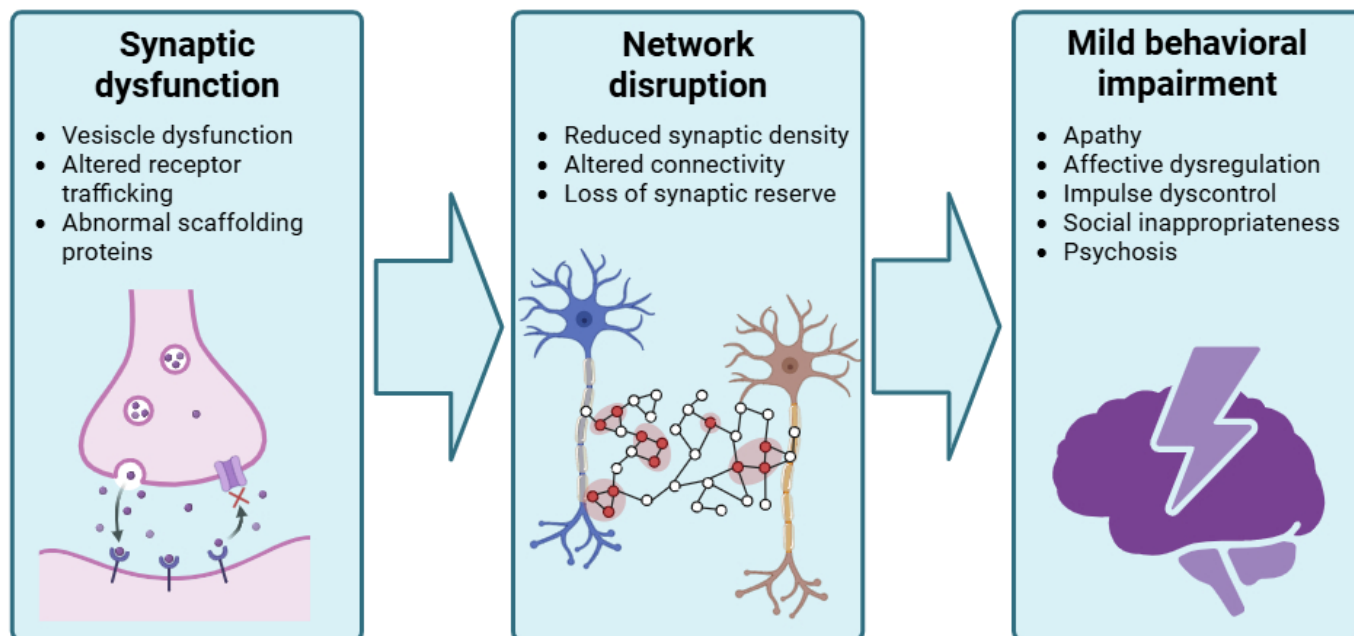 Synaptic
dysfunction
• Vesiscle dysfunction
• Altered receptor
trafficking
• Abnormal scaffolding
proteins
Network
disruption
• Reduced synaptic density
• Altered connectivity
• Loss of synaptic reserve
Mild behavioral
impairment
• Apathy
• Affective dysregulation
• Impulse dyscontrol
• Social inappropriateness
• Psychosis